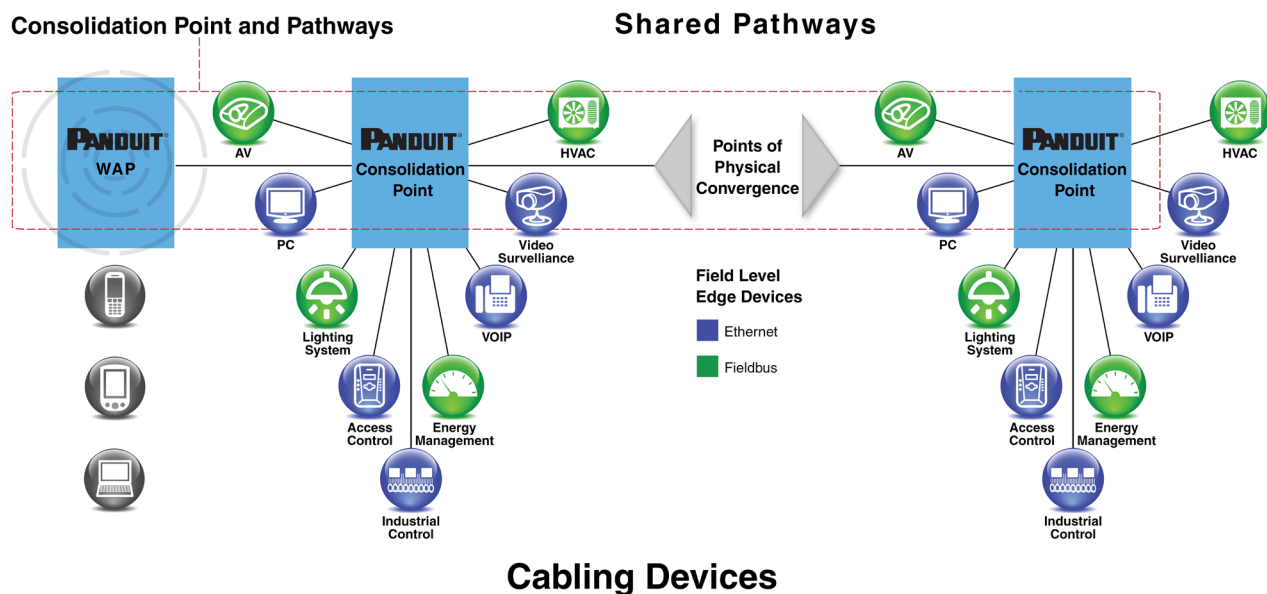 Consolidation Point and Pathways
Shared Pathways
PANDUIT®
WAP
AV
PC
PANDUIT®
Consolidation
Point
HVAC
Video
Survelliance
Lighting
System
VOIP
Access
Control
Energy
Management
Industrial
Control
Points of
Physical
Convergence
Field Level
Edge Devices
Ethernet
Fieldbus
AV
PC
PANDUIT®
Consolidation
Point
HVAC
Video
Survelliance
Lighting
System
VOIP
Access
Control
Energy
Management
Industrial
Control
Cabling Devices